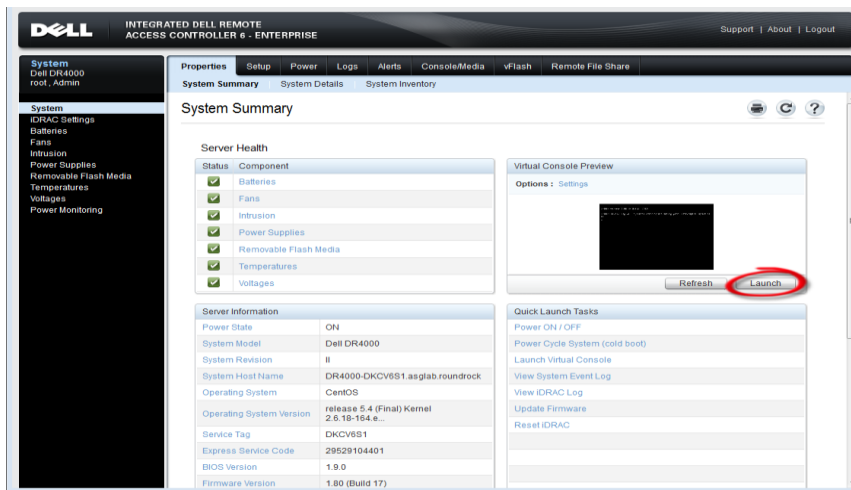 DELL
INTEGRATED DELL REMOTE
ACCESS CONTROLLER 6 - ENTERPRISE
Support | About | Logout
System
Dell DR4000
root , Admin
System
iDRAC Settings
Batteries
Fans
Intrusion
Power Supplies
Removable Flash Media
Temperatures
Voltages
Power Monitoring
Properties Setup Power Logs Alerts Console/Media vFlash Remote File Share
System Summary System Details System Inventory
System Summary
Server Health
Status Component
Batteries
Fans
Intrusion
Power Supplies
Removable Flash Media
Temperatures
Voltages
Virtual Console Preview
Options : Settings
Refresh Launch
Server Information
Power State ON
System Model Dell DR4000
System Revision II
System Host Name DR4000-DKCV6S1.asglab.roundrock
Operating System CentOS
Operating System Version release 5.4 (Final) Kernel
2.6.18-164.e...
Service Tag DKCV6S1
Express Service Code 29529104401
BIOS Version 1.9.0
Firmware Version 1.80 (Build 17)
Quick Launch Tasks
Power ON / OFF
Power Cycle System (cold boot)
Launch Virtual Console
View System Event Log
View iDRAC Log
Update Firmware
Reset iDRAC